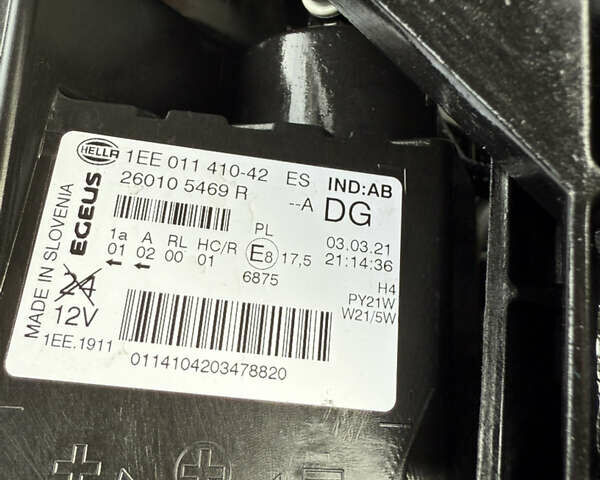 HELLA 1EE 011 410-42 ES IND:AB
26010 5469 R --A DG
MADE IN SLOVENIA
EGEUS
1a A RL HC/R PL
01 02 00 01 E8 17,5
6875
03.03.21
21:14:36
24
12V
H4
PY21W
W21/5W
1EE.1911
0114104203478820